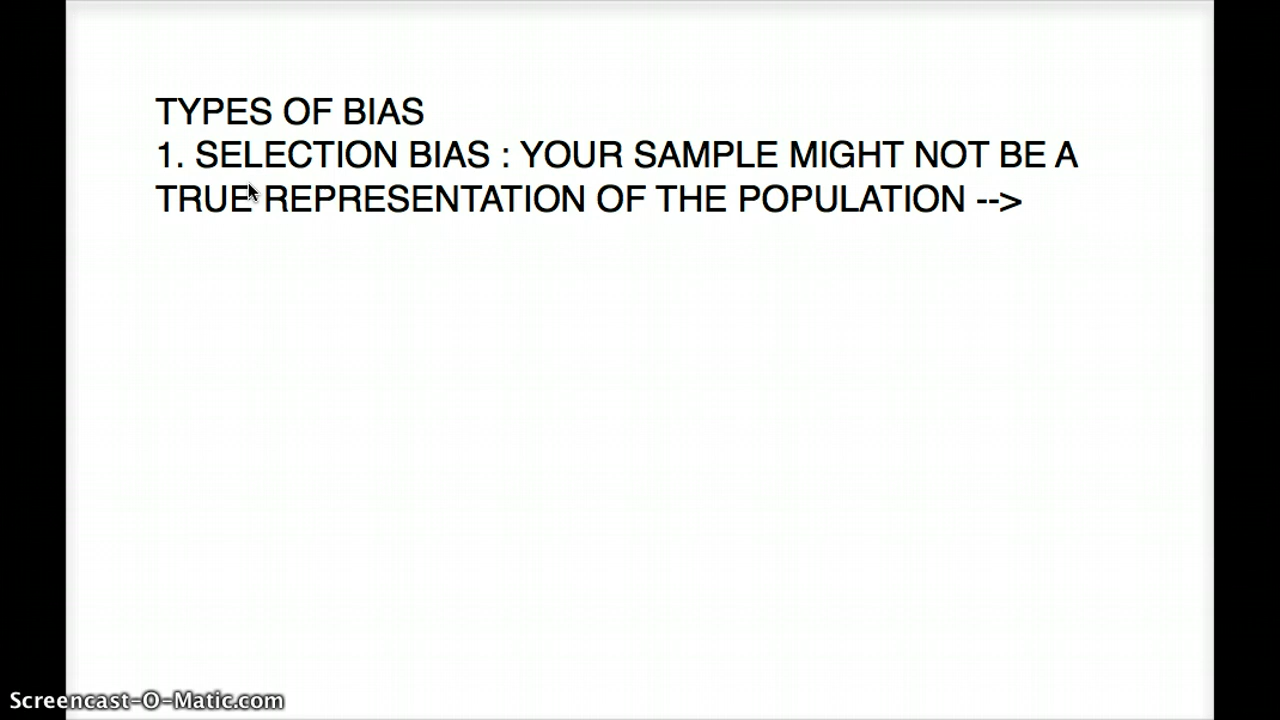 TYPES OF BIAS
1. SELECTION BIAS : YOUR SAMPLE MIGHT NOT BE A
TRUE REPRESENTATION OF THE POPULATION -->
Screencast-O-Matic.com